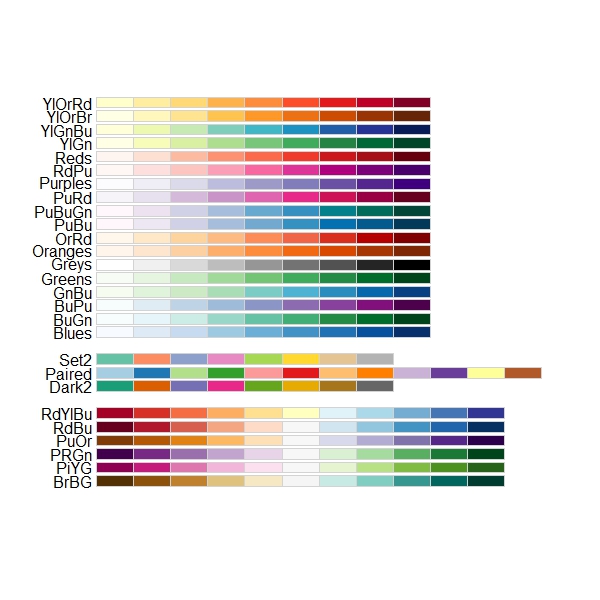 YlOrRd
YlOrBr
YlGnBu
YlGn
Reds
RdPu
Purples
PuRd
PuBuGn
PuBu
OrRd
Oranges
Greys
Greens
GnBu
BuPu
BuGn
Blues
Set2
Paired
Dark2
RdYlBu
RdBu
PuOr
PRGn
PiYG
BrBG